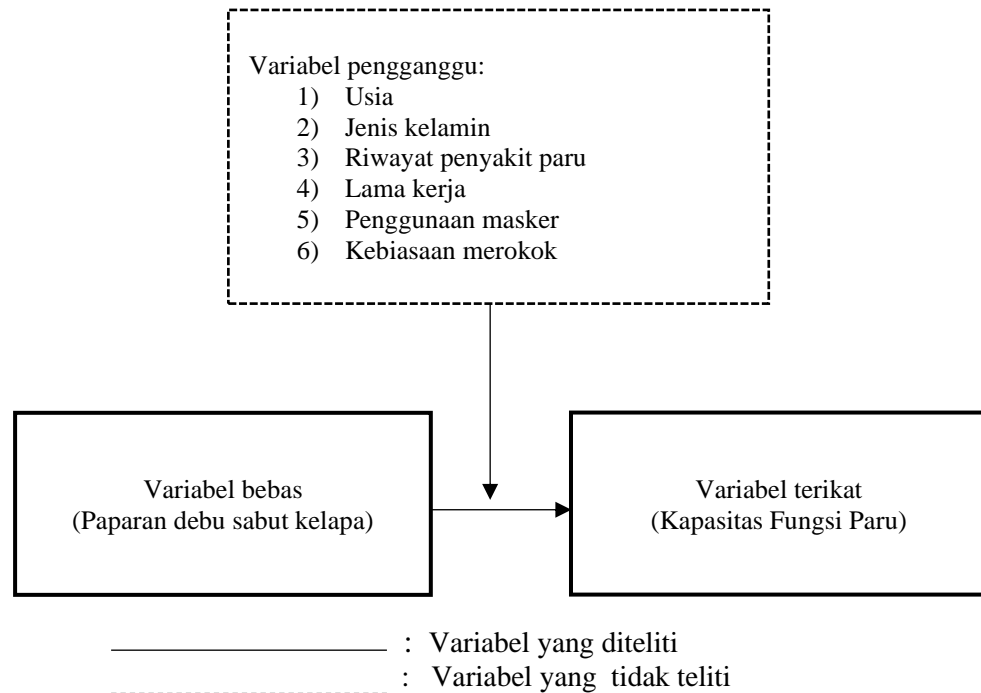 Variabel pengganggu:
1) Usia
2) Jenis kelamin
3) Riwayat penyakit paru
4) Lama kerja
5) Penggunaan masker
6) Kebiasaan merokok
Variabel bebas
(Paparan debu sabut kelapa)
Variabel terikat
(Kapasitas Fungsi Paru)
: Variabel yang diteliti
: Variabel yang tidak teliti